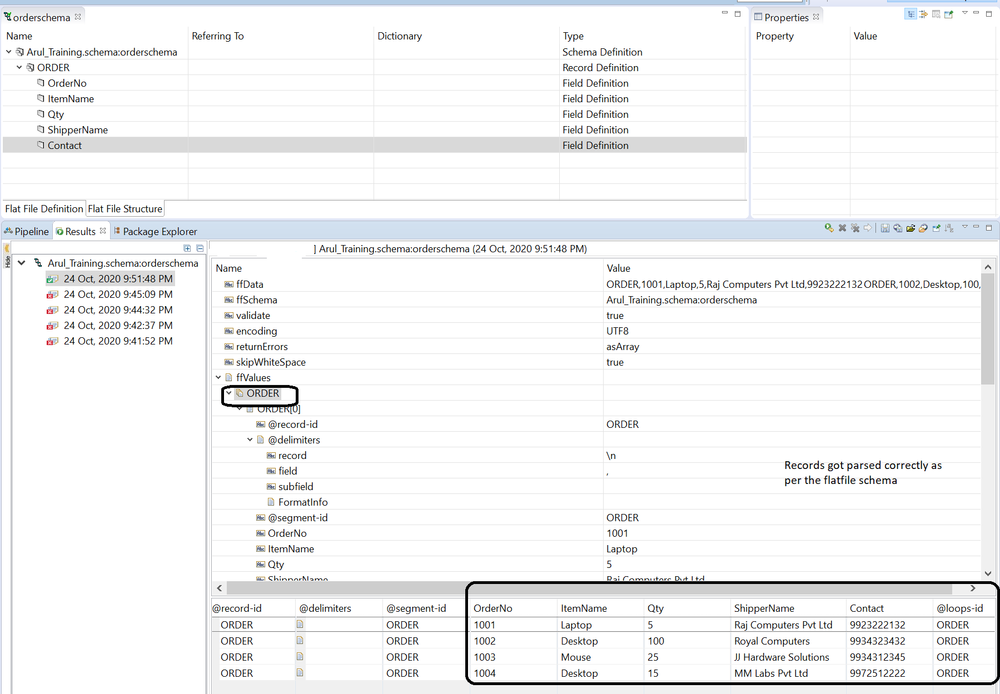 orderschema
Name Referring To Dictionary Type
Arul_Training.schema:orderschema Schema Definition
ORDER Record Definition
OrderNo Field Definition
ItemName Field Definition
Qty Field Definition
ShipperName Field Definition
Contact Field Definition
Flat File Definition Flat File Structure
Properties
Property Value
Pipeline Results Package Explorer
Hide
Arul_Training.schema:orderschema
24 Oct, 2020 9:51:48 PM
24 Oct, 2020 9:45:09 PM
24 Oct, 2020 9:44:32 PM
24 Oct, 2020 9:42:37 PM
24 Oct, 2020 9:41:52 PM
] Arul_Training.schema:orderschema (24 Oct, 2020 9:51:48 PM)
Name Value
ffData ORDER,1001,Laptop,5,Raj Computers Pvt Ltd,9923222132 ORDER,1002,Desktop,100,
ffSchema Arul_Training.schema:orderschema
validate true
encoding UTF8
returnErrors asArray
skipWhiteSpace true
ffValues
ORDER
ORDER[0]
@record-id ORDER
@delimiters
record \n
field ,
subfield
FormatInfo
@segment-id ORDER
OrderNo 1001
ItemName Laptop
Qty 5
ShipperName Raj Computers Pvt Ltd
Records got parsed correctly as
per the flatfile schema
@record-id @delimiters @segment-id OrderNo ItemName Qty ShipperName Contact @loops-id
ORDER ORDER 1001 Laptop 5 Raj Computers Pvt Ltd 9923222132 ORDER
ORDER ORDER 1002 Desktop 100 Royal Computers 9934323432 ORDER
ORDER ORDER 1003 Mouse 25 JJ Hardware Solutions 9934312345 ORDER
ORDER ORDER 1004 Desktop 15 MM Labs Pvt Ltd 9972512222 ORDER